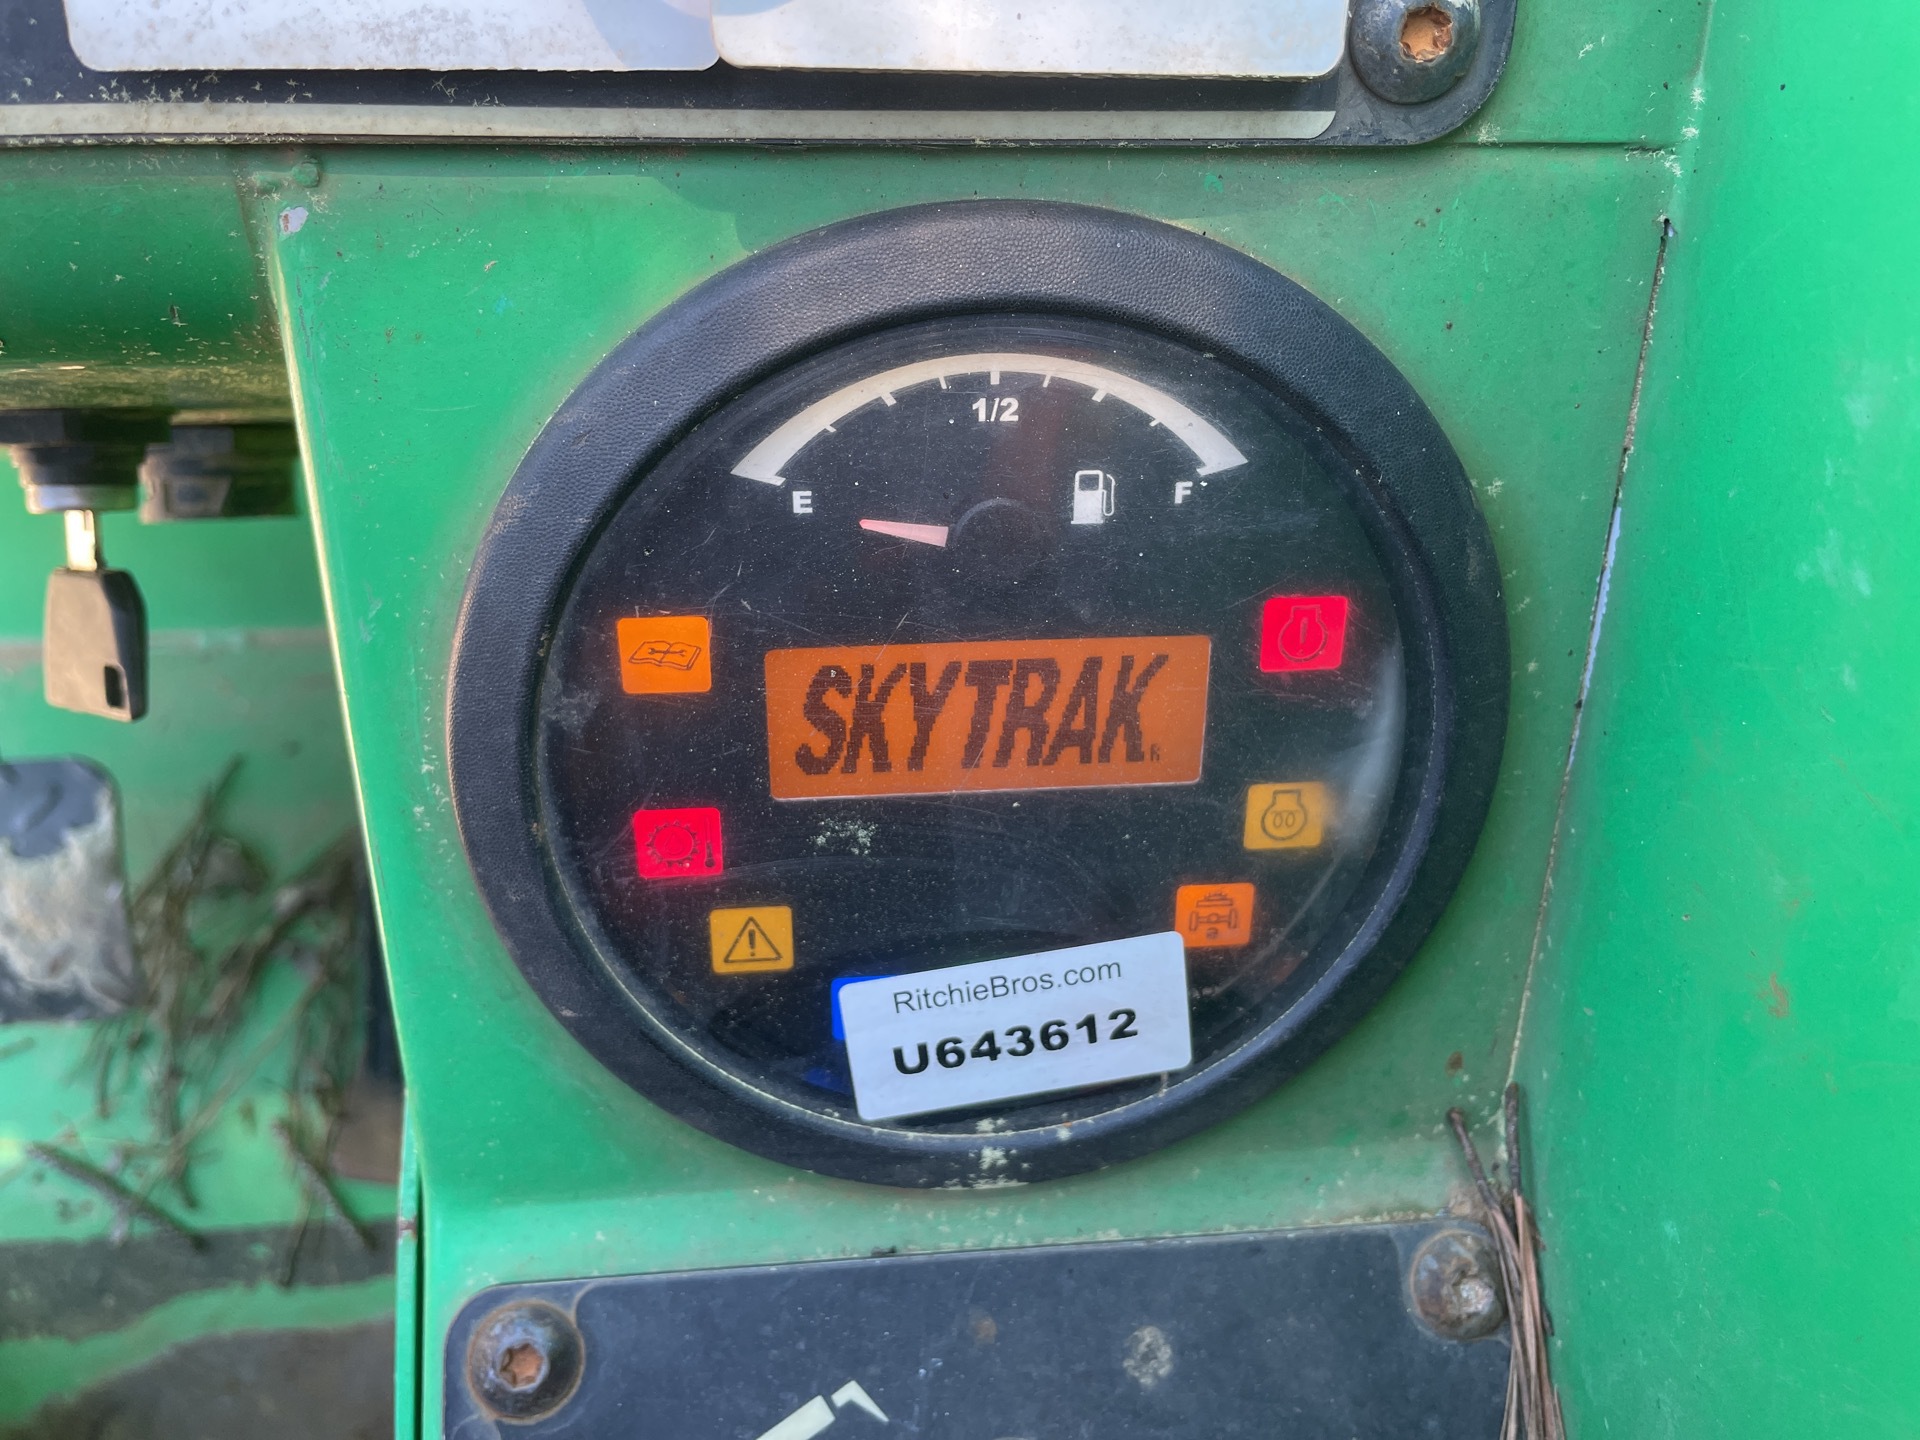 1/2
E
F
SKYTRAK
RitchieBros.com
U643612